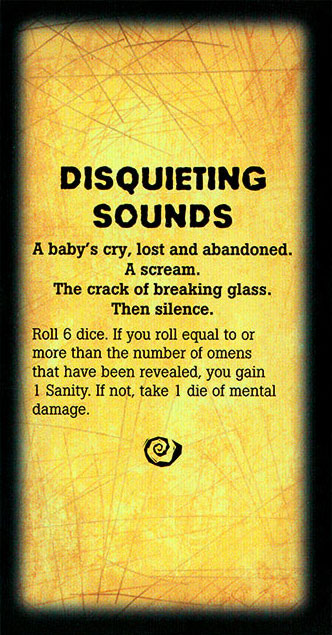 DISQUIETING
SOUNDS
A baby's cry, lost and abandoned.
A scream.
The crack of breaking glass.
Then silence.
Roll 6 dice. If you roll equal to or
more than the number of omens
that have been revealed, you gain
1 Sanity. If not, take 1 die of mental
damage.